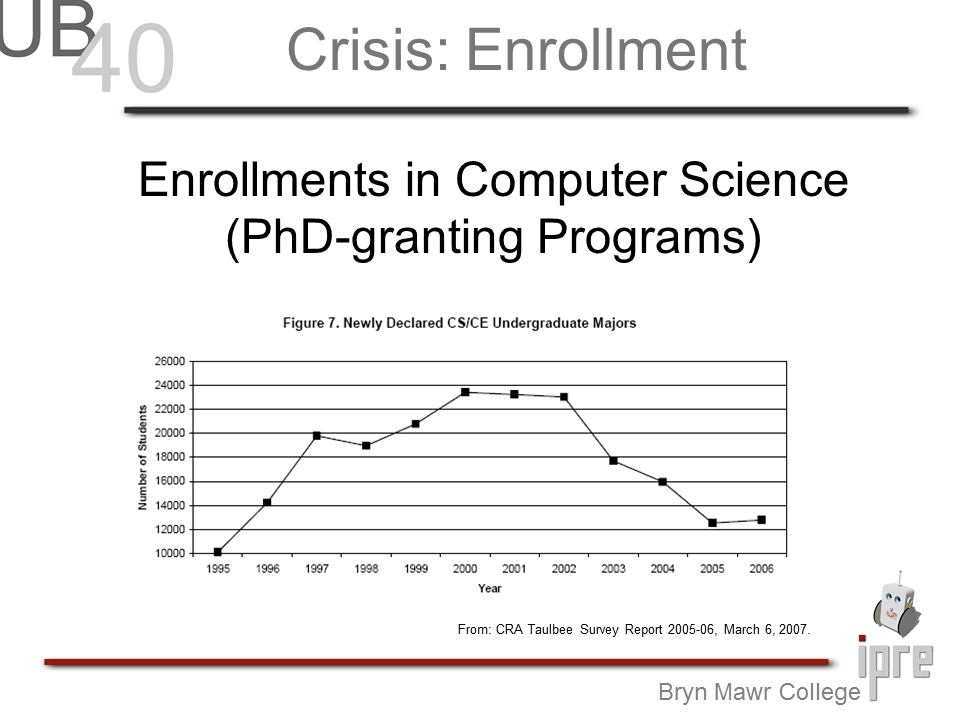 UB
40
Crisis: Enrollment
Enrollments in Computer Science
(PhD-granting Programs)
Figure 7. Newly Declared CS/CE Undergraduate Majors
26000
24000
22000
20000
18000
16000
14000
12000
10000
Number of Students
1995 1996 1997 1998 1999 2000 2001 2002 2003 2004 2005 2006
Year
From: CRA Taulbee Survey Report 2005-06, March 6, 2007.
ipre
Bryn Mawr College